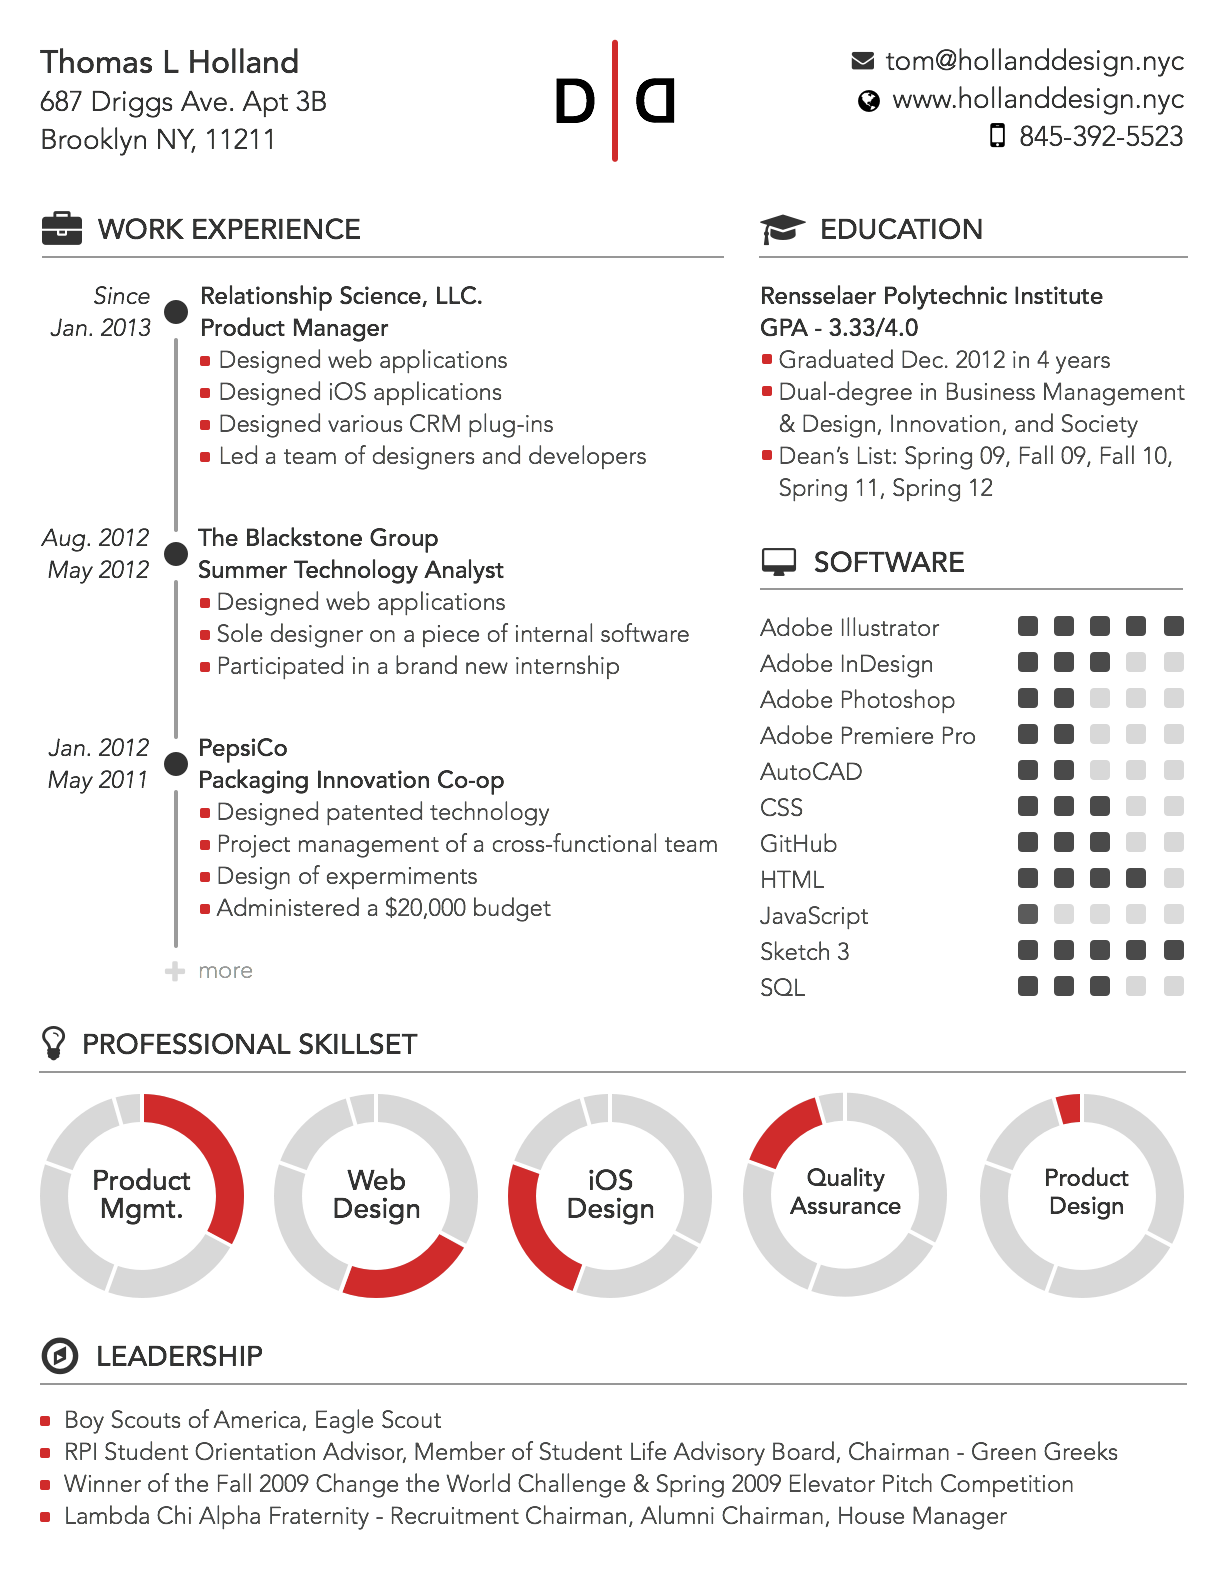 Thomas L Holland
687 Driggs Ave. Apt 3B
Brooklyn NY, 11211
D D
tom@hollanddesign.nyc
www.hollanddesign.nyc
845-392-5523
WORK EXPERIENCE
Since
Jan. 2013
Relationship Science, LLC.
Product Manager
Designed web applications
Designed iOS applications
Designed various CRM plug-ins
Led a team of designers and developers
Aug. 2012
May 2012
The Blackstone Group
Summer Technology Analyst
Designed web applications
Sole designer on a piece of internal software
Participated in a brand new internship
Jan. 2012
May 2011
PepsiCo
Packaging Innovation Co-op
Designed patented technology
Project management of a cross-functional team
Design of expermiments
Administered a $20,000 budget
more
EDUCATION
Rensselaer Polytechnic Institute
GPA - 3.33/4.0
Graduated Dec. 2012 in 4 years
Dual-degree in Business Management
& Design, Innovation, and Society
Dean's List: Spring 09, Fall 09, Fall 10,
Spring 11, Spring 12
SOFTWARE
Adobe Illustrator
Adobe InDesign
Adobe Photoshop
Adobe Premiere Pro
AutoCAD
CSS
GitHub
HTML
JavaScript
Sketch 3
SQL
PROFESSIONAL SKILLSET
Product
Mgmt.
Web
Design
iOS
Design
Quality
Assurance
Product
Design
LEADERSHIP
Boy Scouts of America, Eagle Scout
RPI Student Orientation Advisor, Member of Student Life Advisory Board, Chairman - Green Greeks
Winner of the Fall 2009 Change the World Challenge & Spring 2009 Elevator Pitch Competition
Lambda Chi Alpha Fraternity - Recruitment Chairman, Alumni Chairman, House Manager